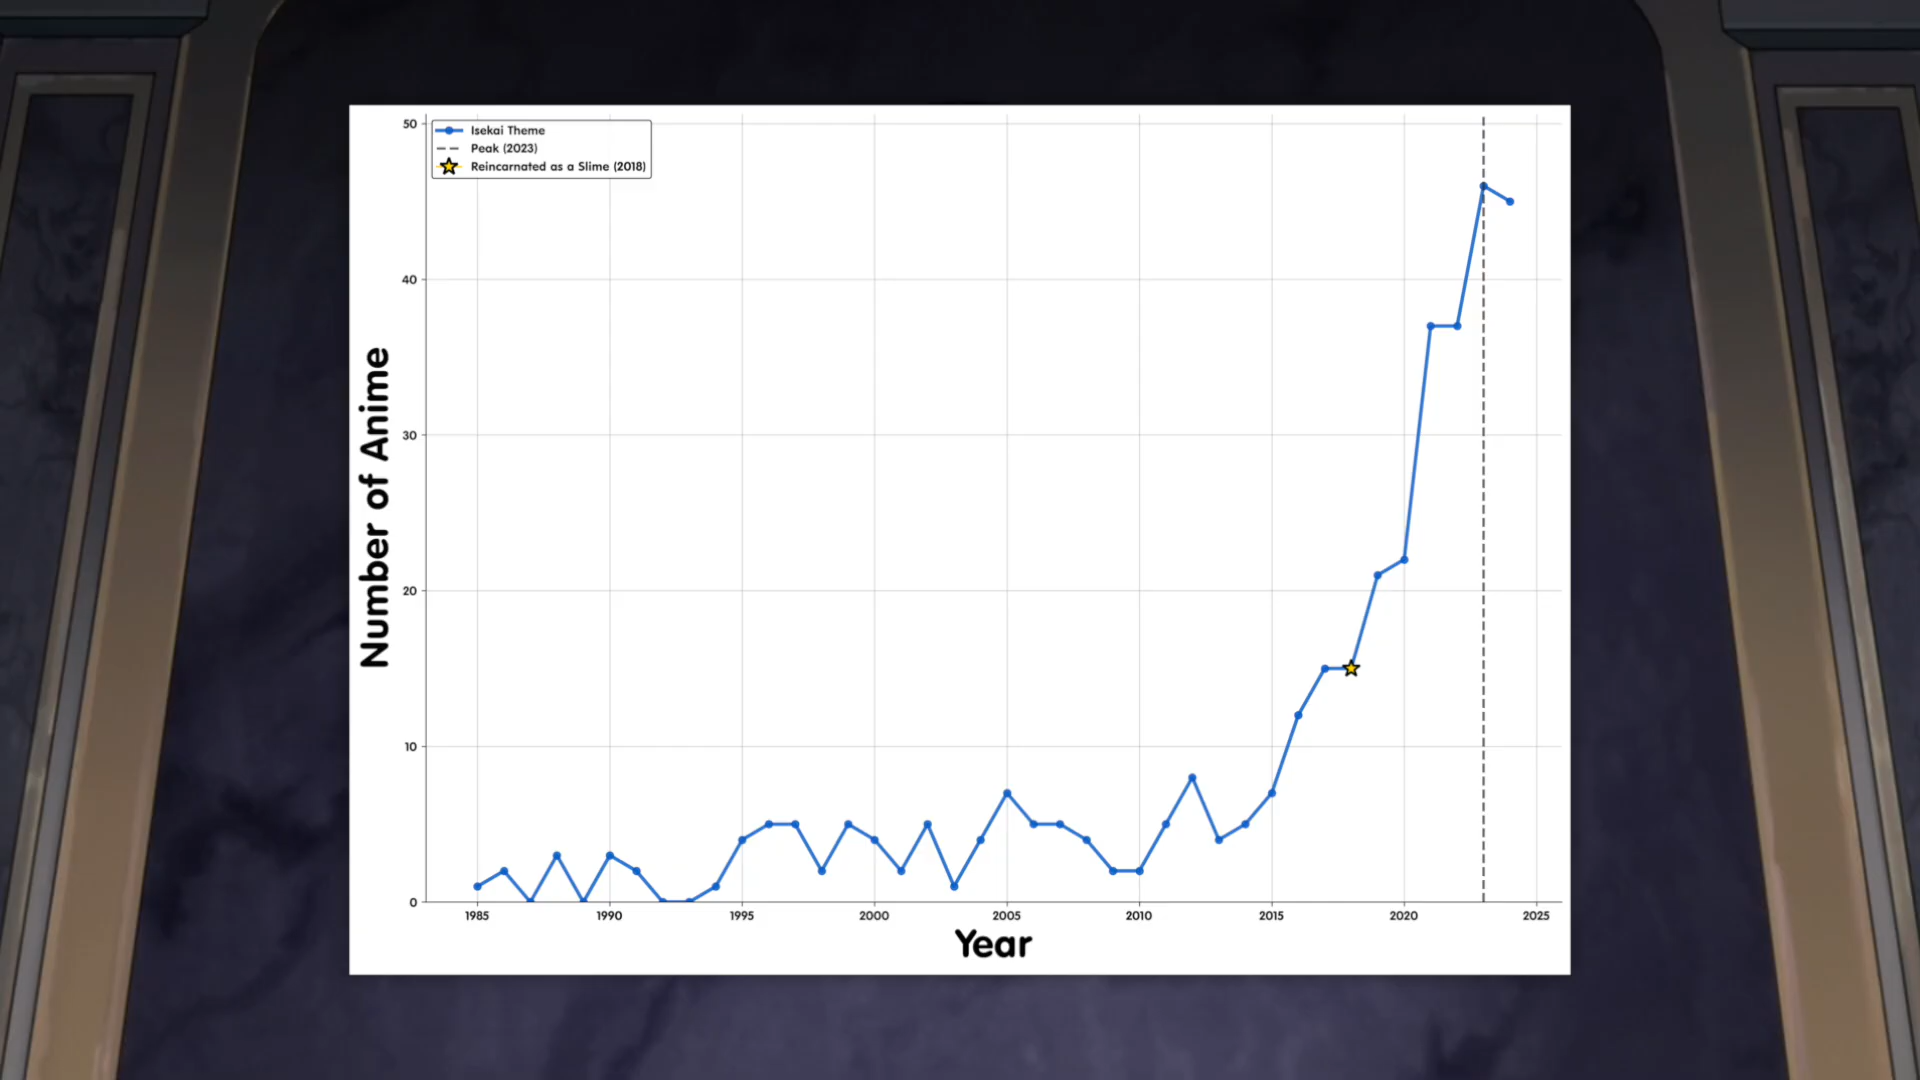 Isekai Theme
Peak (2023)
Reincarnated as a Slime (2018)
50
40
30
20
10
0
Number of Anime
1985 1990 1995 2000 2005 2010 2015 2020 2025
Year